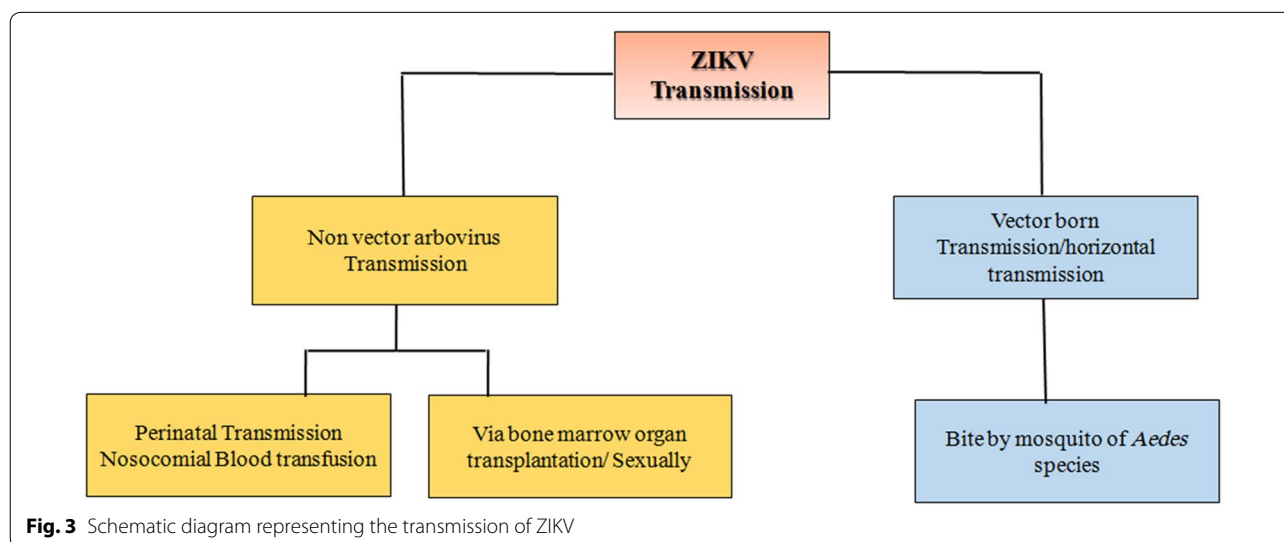 ZIKV
Transmission
Non vector arbovirus
Transmission
Vector born
Transmission/horizontal
transmission
Perinatal Transmission
Nosocomial Blood transfusion
Via bone marrow organ
transplantation/ Sexually
Bite by mosquito of Aedes
species
Fig. 3 Schematic diagram representing the transmission of ZIKV